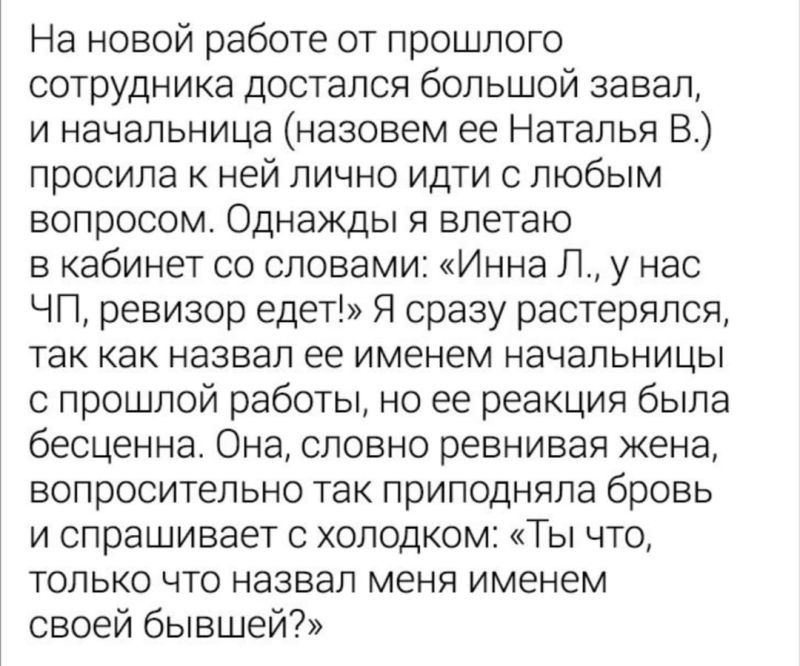 На новой работе от прошлого
сотрудника достался большой завал,
и начальница (назовем ее Наталья В.)
просила к ней лично идти с любым
вопросом. Однажды я влетаю
в кабинет со словами: «Инна Л., у нас
ЧП, ревизор едет!» Я сразу растерялся,
так как назвал ее именем начальницы
с прошлой работы, но ее реакция была
бесценна. Она, словно ревнивая жена,
вопросительно так приподняла бровь
и спрашивает с холодком: «Ты что,
только что назвал меня именем
своей бывшей?»